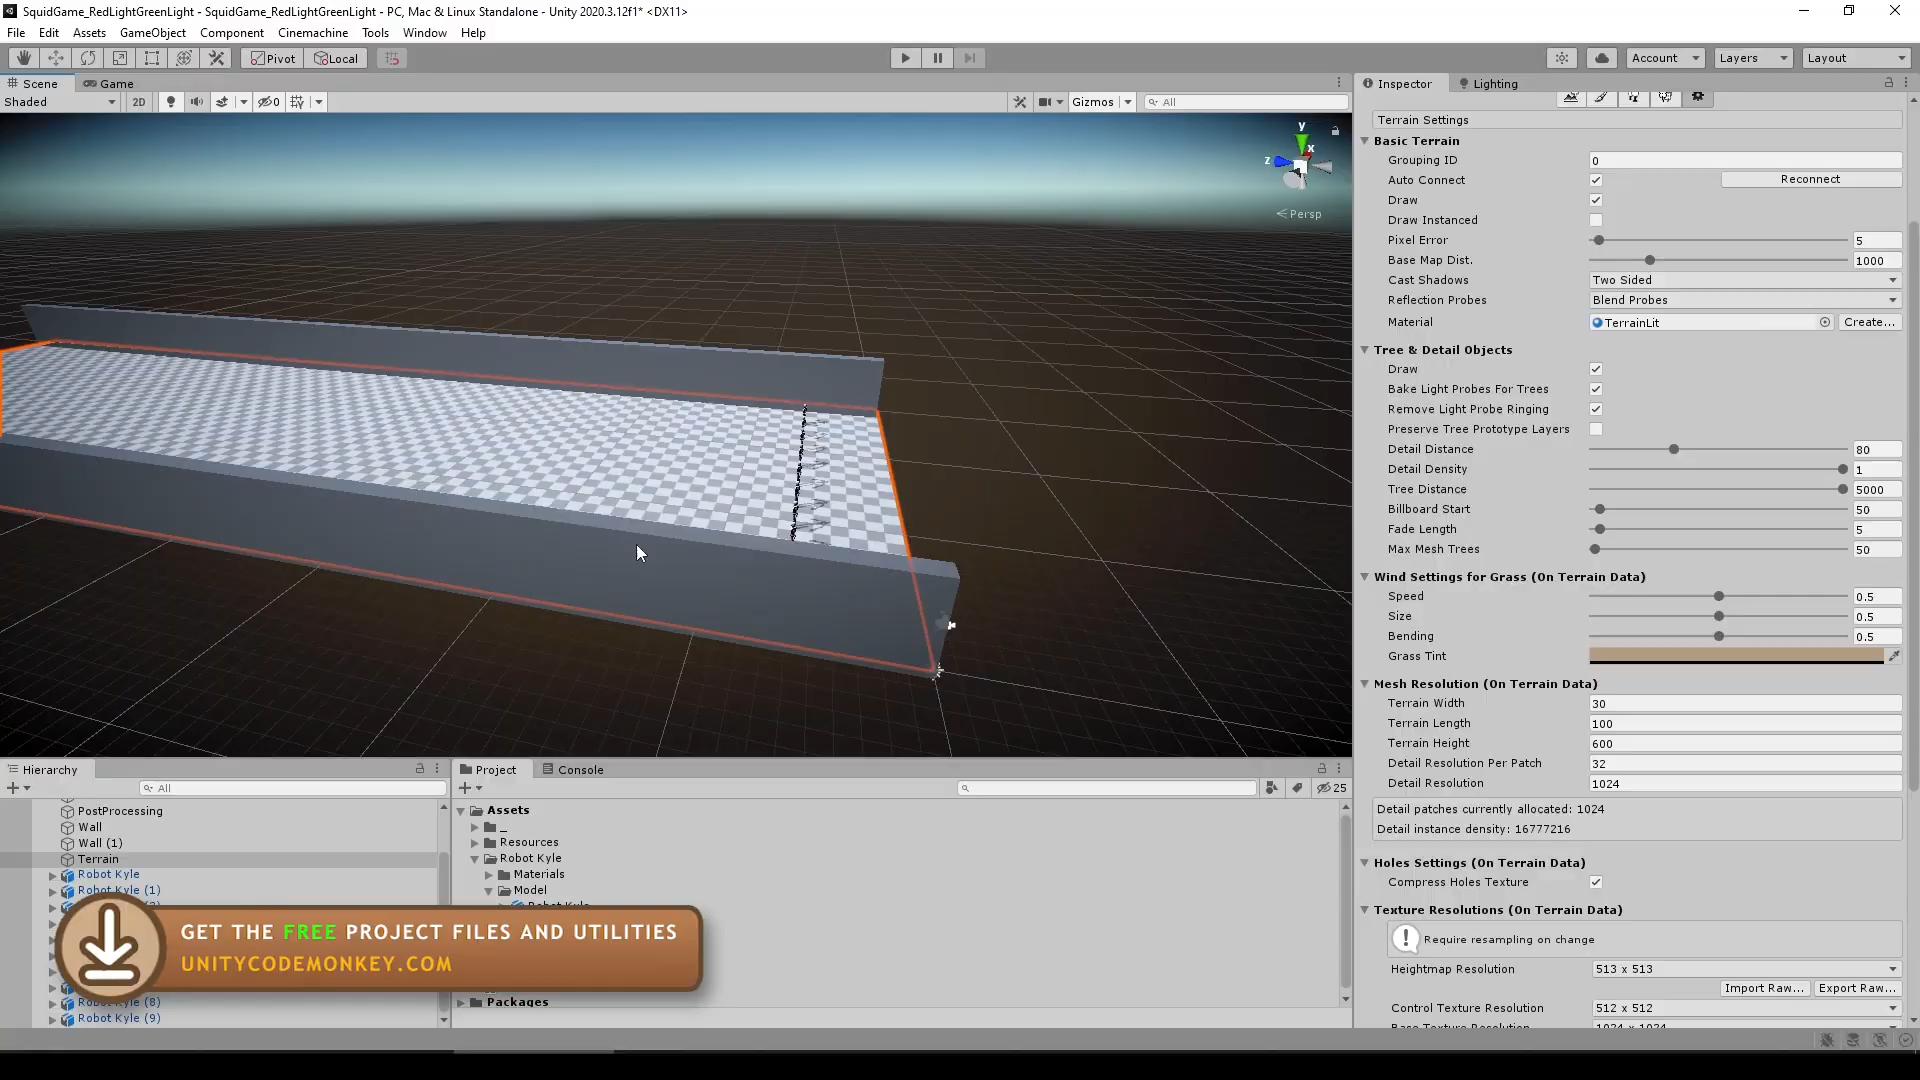 SquidGame_RedLightGreenLight - SquidGame_RedLightGreenLight - PC, Mac & Linux Standalone - Unity 2020.3.12f1* <DX11>
File Edit Assets GameObject Component Cinemachine Tools Window Help
Pivot Local Account Layers Layout
Scene Game
Shaded 2D 0 Gizmos All
y
x
z
Persp
Inspector Lighting
Terrain Settings
Basic Terrain
Grouping ID 0
Auto Connect Reconnect
Draw
Draw Instanced
Pixel Error 5
Base Map Dist. 1000
Cast Shadows Two Sided
Reflection Probes Blend Probes
Material TerrainLit Create...
Tree & Detail Objects
Draw
Bake Light Probes For Trees
Remove Light Probe Ringing
Preserve Tree Prototype Layers
Detail Distance 80
Detail Density 1
Tree Distance 5000
Billboard Start 50
Fade Length 5
Max Mesh Trees 50
Wind Settings for Grass (On Terrain Data)
Speed 0.5
Size 0.5
Bending 0.5
Grass Tint
Mesh Resolution (On Terrain Data)
Terrain Width 30
Terrain Length 100
Terrain Height 600
Detail Resolution Per Patch 32
Detail Resolution 1024
Detail patches currently allocated: 1024
Detail instance density: 16777216
Holes Settings (On Terrain Data)
Compress Holes Texture
Texture Resolutions (On Terrain Data)
Require resampling on change
Heightmap Resolution 513 x 513
Import Raw... Export Raw...
Control Texture Resolution 512 x 512
Hierarchy
All
PostProcessing
Wall
Wall (1)
Terrain
Robot Kyle
Robot Kyle (1)
Robot Kyle (8)
Robot Kyle (9)
Project Console
25
Assets
_
Resources
Robot Kyle
Materials
Model
Robot Kyle
Packages
GET THE FREE PROJECT FILES AND UTILITIES
UNITYCODEMONKEY.COM